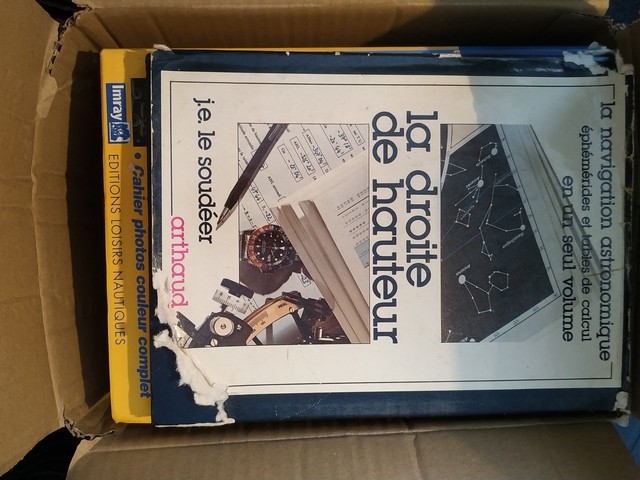 la navigation astronomique
éphémérides et tables de calcul
en un seul volume
la droite
de hauteur
j.e. le soudéer
arthaud
• Cahier photos couleur complet
Imray
EDITIONS LOISIRS NAUTIQUES